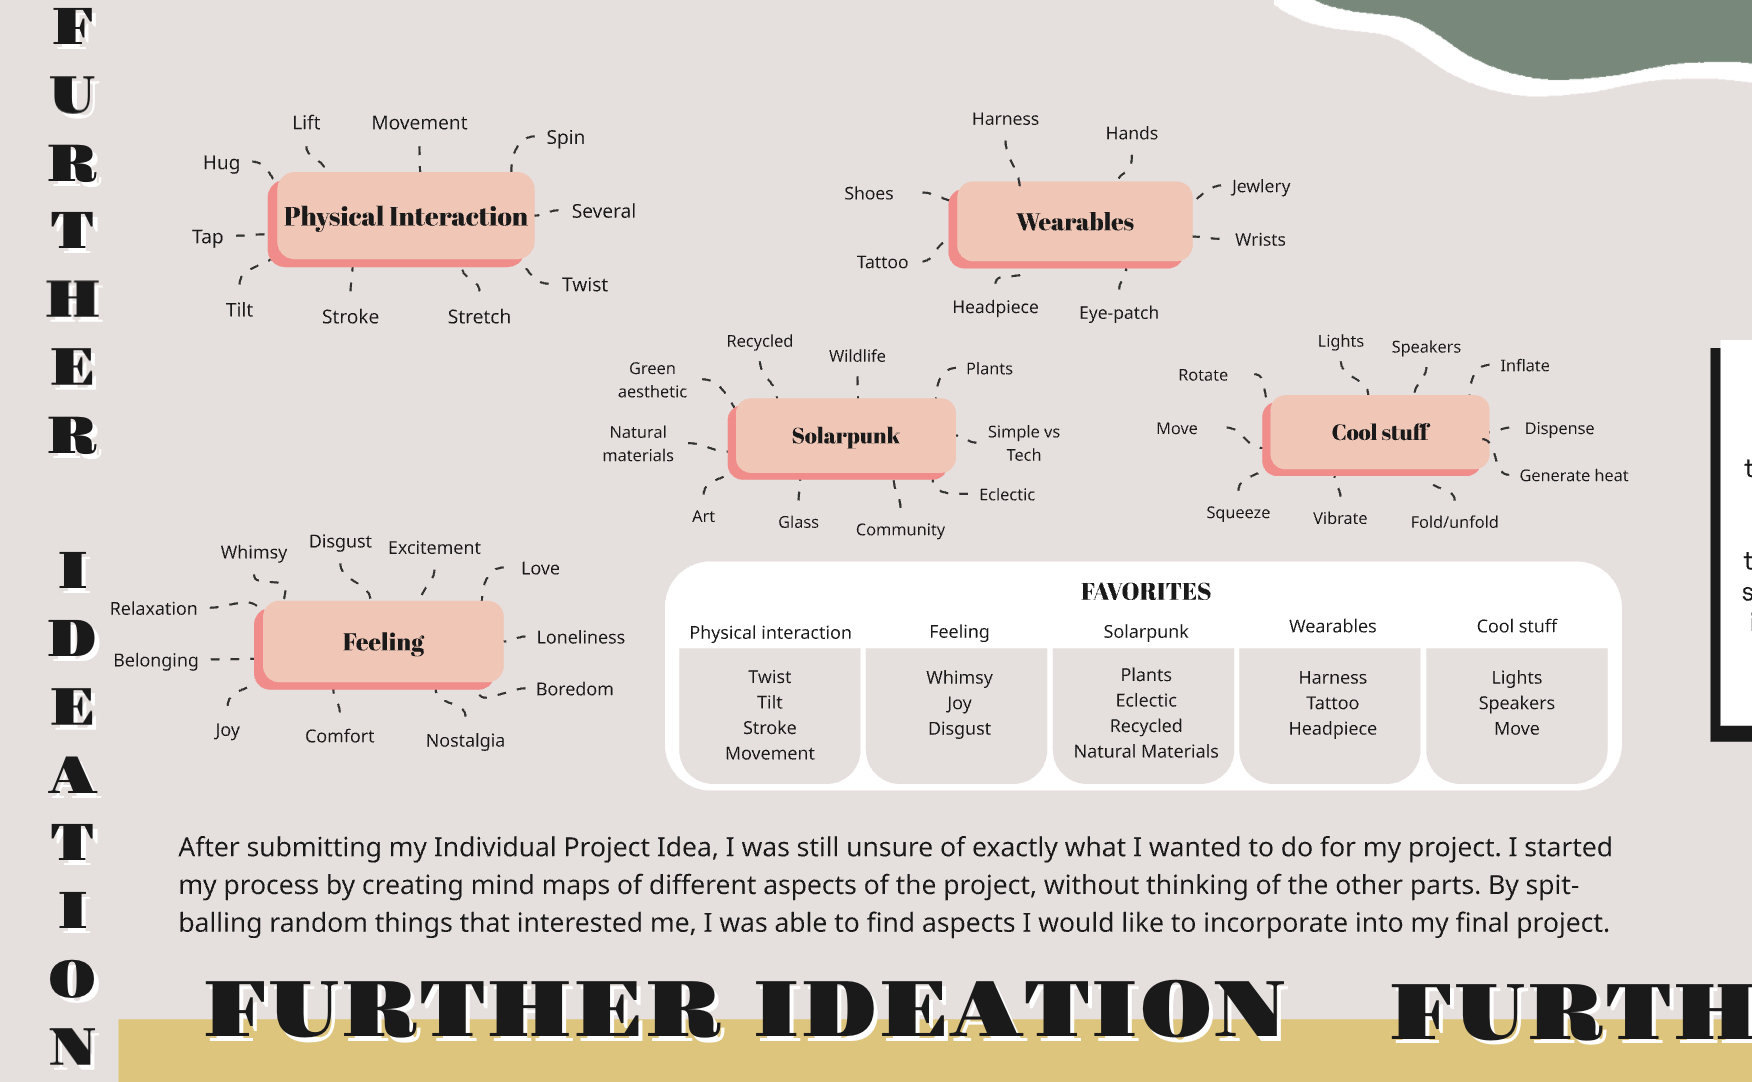 FURTHER IDEATION
Lift
Movement
Spin
Hug
Physical Interaction
Several
Tap
Tilt
Stroke
Stretch
Twist
Harness
Hands
Shoes
Jewlery
Wearables
Wrists
Tattoo
Headpiece
Eye-patch
Recycled
Wildlife
Green
aesthetic
Plants
Natural
materials
Solarpunk
Simple vs
Tech
Eclectic
Art
Glass
Community
Lights
Speakers
Inflate
Rotate
Move
Cool stuff
Dispense
Generate heat
Squeeze
Vibrate
Fold/unfold
Whimsy
Disgust
Excitement
Love
Relaxation
Feeling
Loneliness
Belonging
Boredom
Joy
Comfort
Nostalgia
FAVORITES
Physical interaction
Twist
Tilt
Stroke
Movement
Feeling
Whimsy
Joy
Disgust
Solarpunk
Plants
Eclectic
Recycled
Natural Materials
Wearables
Harness
Tattoo
Headpiece
Cool stuff
Lights
Speakers
Move
After submitting my Individual Project Idea, I was still unsure of exactly what I wanted to do for my project. I started
my process by creating mind maps of different aspects of the project, without thinking of the other parts. By spit-
balling random things that interested me, I was able to find aspects I would like to incorporate into my final project.
FURTHER IDEATION FURTH